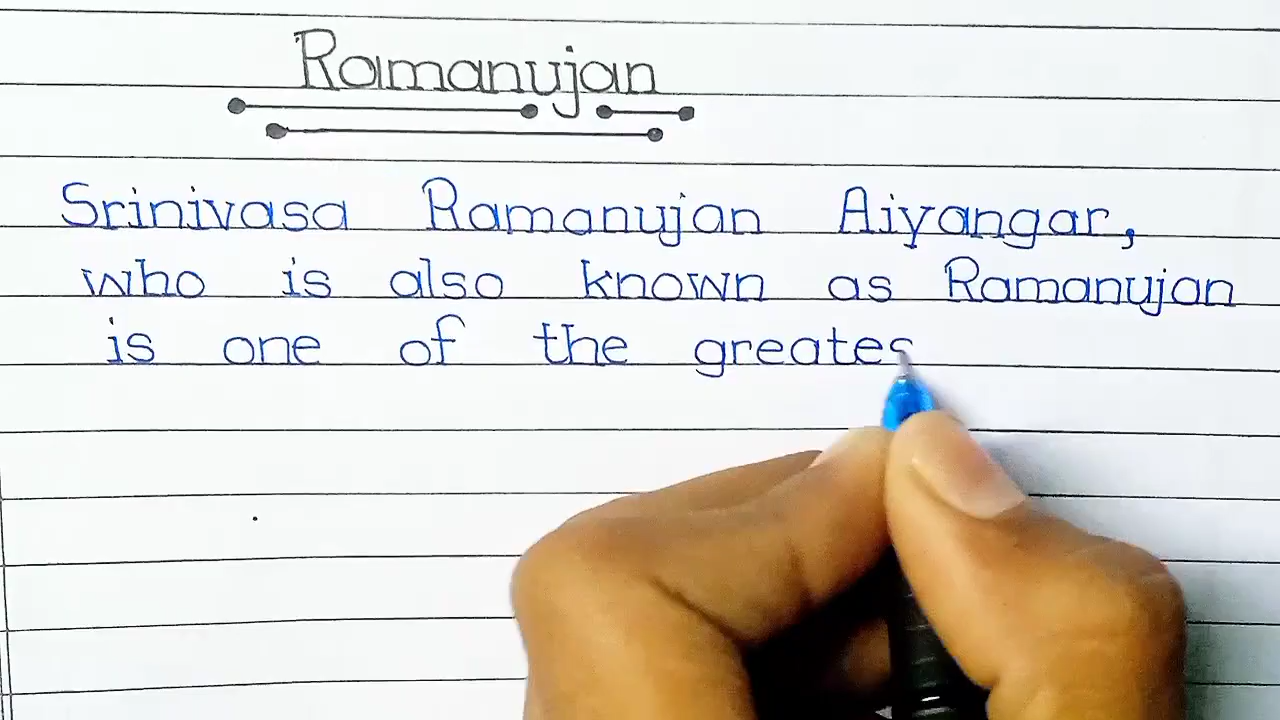 Ramanujan
Srinivasa Ramanujan Aiyangar,
who is also known as Ramanujan
is one of the greates